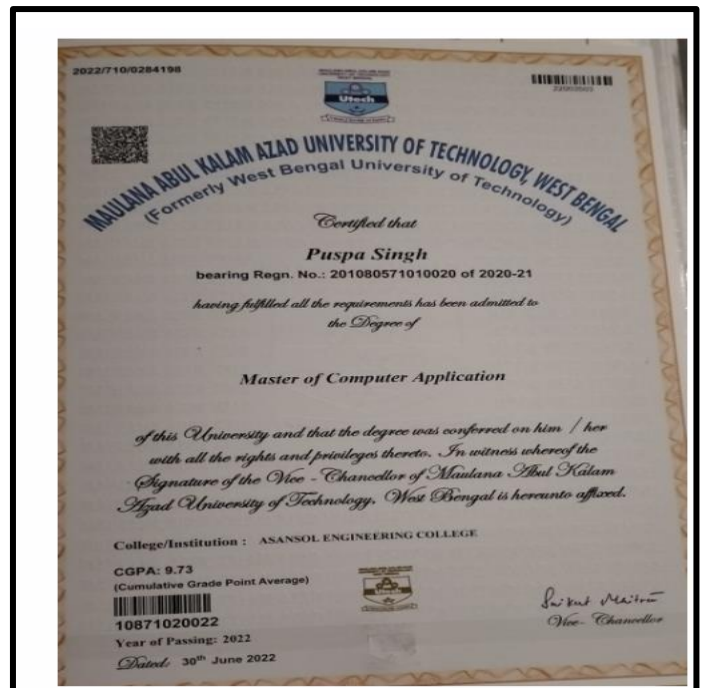 2022/710/0284198
Utech
22002502
MAULANA ABUL KALAM AZAD UNIVERSITY OF TECHNOLOGY, WEST BENGAL
(Formerly West Bengal University of Technology)
Certified that
Puspa Singh
bearing Regn. No.: 201080571010020 of 2020-21
having fulfilled all the requirements has been admitted to
the Degree of
Master of Computer Application
of this University and that the degree was conferred on him / her
with all the rights and privileges thereto. In witness whereof the
Signature of the Vice - Chancellor of Maulana Abul Kalam
Azad University of Technology, West Bengal is hereunto affixed.
College/Institution : ASANSOL ENGINEERING COLLEGE
CGPA: 9.73
(Cumulative Grade Point Average)
Utech
10871020022
Vice- Chancellor
Year of Passing: 2022
Dated: 30th June 2022